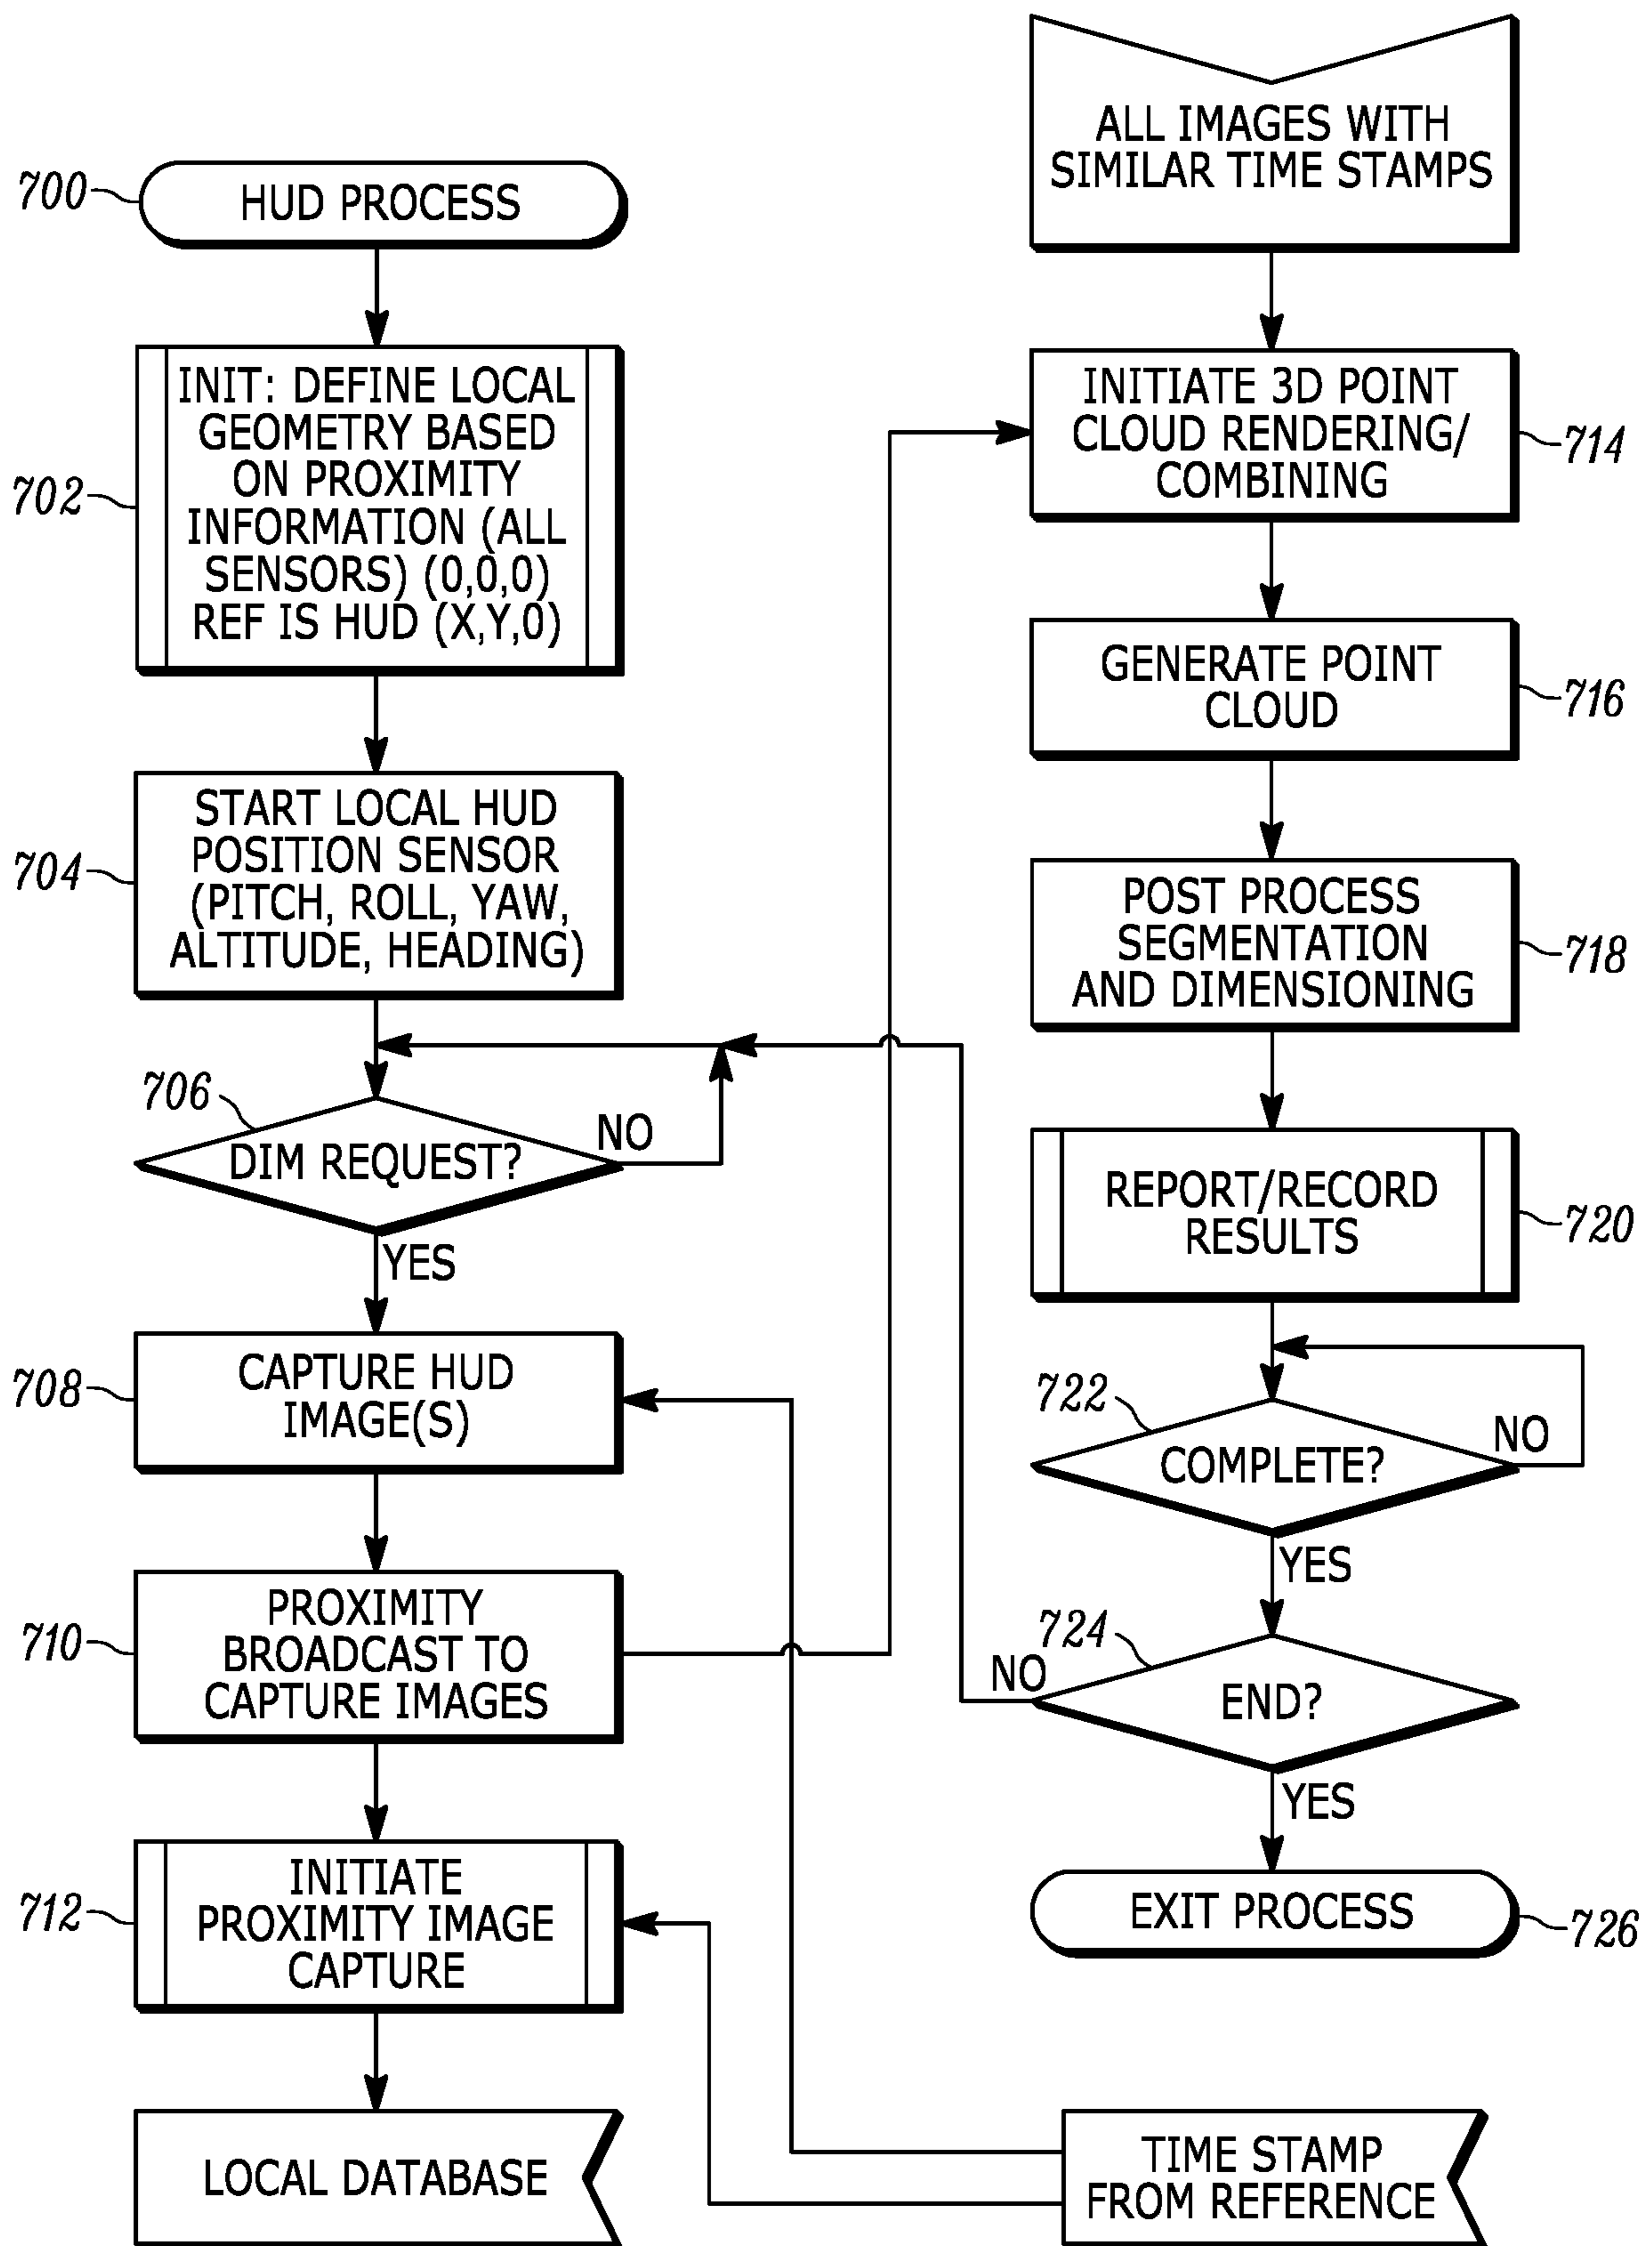 700
HUD PROCESS
702
INIT: DEFINE LOCAL
GEOMETRY BASED
ON PROXIMITY
INFORMATION (ALL
SENSORS) (0,0,0)
REF IS HUD (X,Y,0)
704
START LOCAL HUD
POSITION SENSOR
(PITCH, ROLL, YAW,
ALTITUDE, HEADING)
706
DIM REQUEST?
NO
YES
708
CAPTURE HUD
IMAGE(S)
710
PROXIMITY
BROADCAST TO
CAPTURE IMAGES
712
INITIATE
PROXIMITY IMAGE
CAPTURE
LOCAL DATABASE
ALL IMAGES WITH
SIMILAR TIME STAMPS
INITIATE 3D POINT
CLOUD RENDERING/
COMBINING
714
GENERATE POINT
CLOUD
716
POST PROCESS
SEGMENTATION
AND DIMENSIONING
718
REPORT/RECORD
RESULTS
720
722
COMPLETE?
NO
YES
724
NO
END?
YES
EXIT PROCESS
726
TIME STAMP
FROM REFERENCE